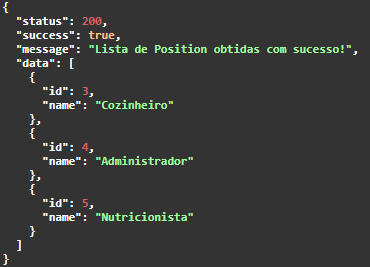 {
  "status": 200,
  "success": true,
  "message": "Lista de Position obtidas com sucesso!",
  "data": [
    {
      "id": 3,
      "name": "Cozinheiro"
    },
    {
      "id": 4,
      "name": "Administrador"
    },
    {
      "id": 5,
      "name": "Nutricionista"
    }
  ]
}